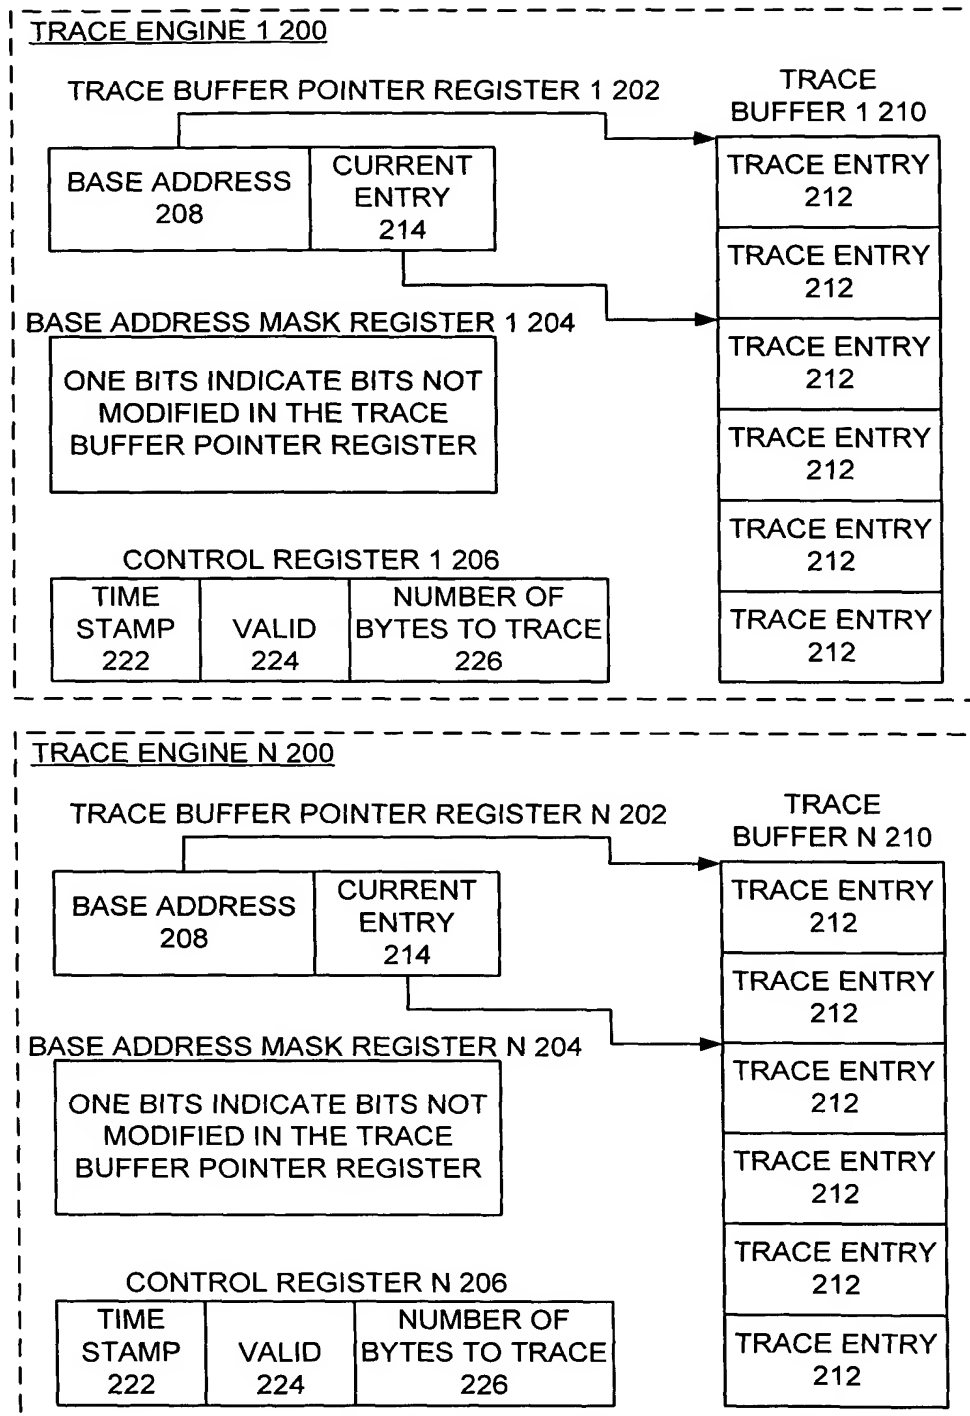 TRACE ENGINE 1 200
TRACE BUFFER POINTER REGISTER 1 202
TRACE
BUFFER 1 210
BASE ADDRESS
208
CURRENT
ENTRY
214
TRACE ENTRY
212
TRACE ENTRY
212
TRACE ENTRY
212
TRACE ENTRY
212
TRACE ENTRY
212
TRACE ENTRY
212
BASE ADDRESS MASK REGISTER 1 204
ONE BITS INDICATE BITS NOT
MODIFIED IN THE TRACE
BUFFER POINTER REGISTER
CONTROL REGISTER 1 206
TIME
STAMP
222
VALID
224
NUMBER OF
BYTES TO TRACE
226
TRACE ENGINE N 200
TRACE BUFFER POINTER REGISTER N 202
TRACE
BUFFER N 210
BASE ADDRESS
208
CURRENT
ENTRY
214
TRACE ENTRY
212
TRACE ENTRY
212
TRACE ENTRY
212
TRACE ENTRY
212
TRACE ENTRY
212
TRACE ENTRY
212
BASE ADDRESS MASK REGISTER N 204
ONE BITS INDICATE BITS NOT
MODIFIED IN THE TRACE
BUFFER POINTER REGISTER
CONTROL REGISTER N 206
TIME
STAMP
222
VALID
224
NUMBER OF
BYTES TO TRACE
226